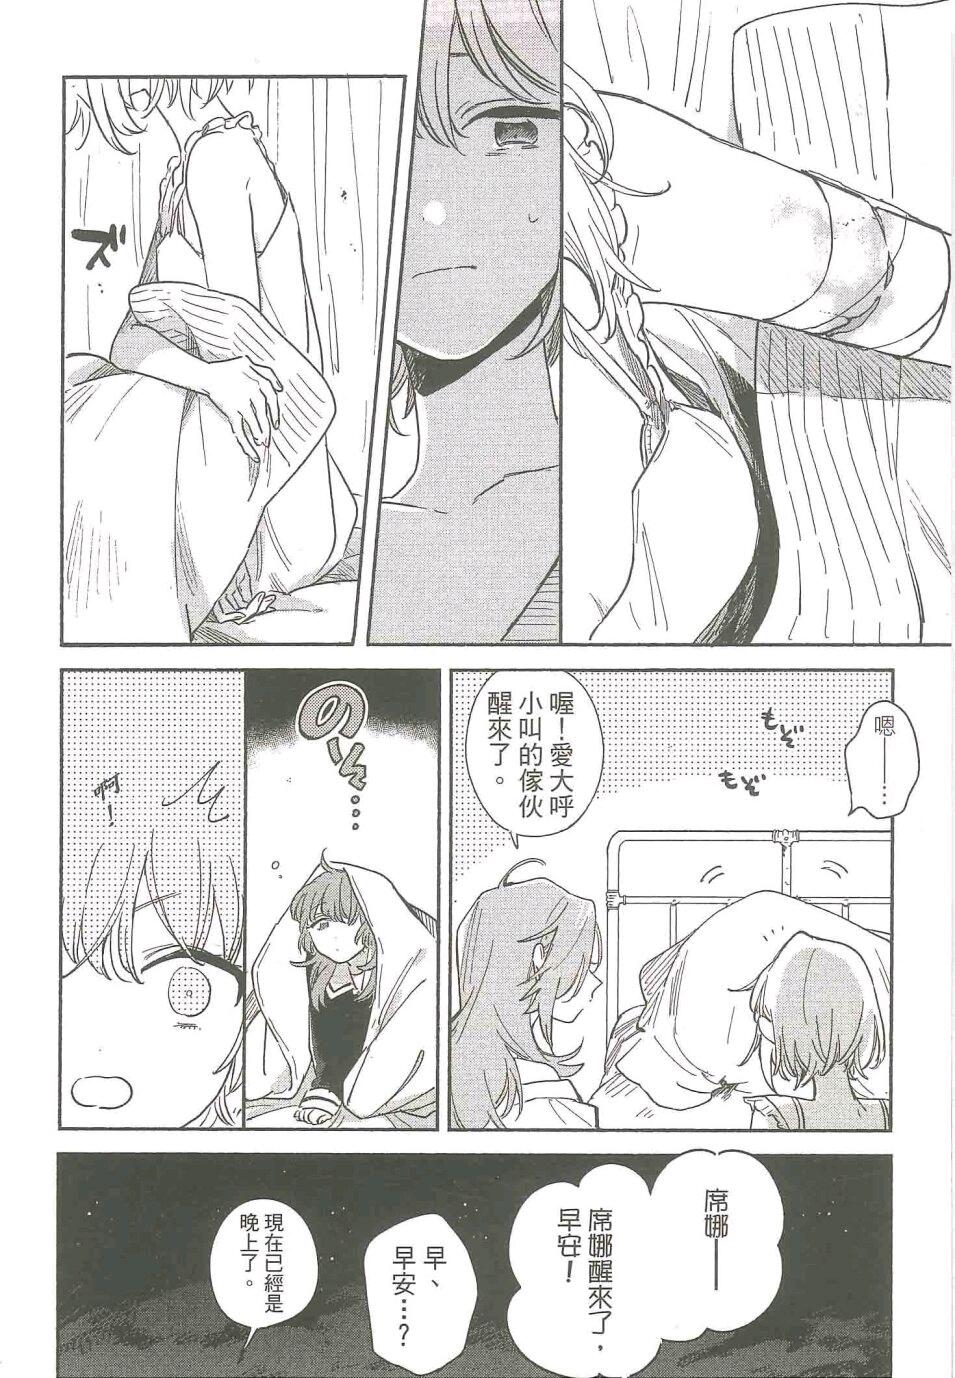 ズ
嗯——……
もぞ
もぞ
喔！愛大呼
小叫的傢伙
醒來了。
のそ…
そ
啊！
席娜——
席娜醒來了，
早安！
早、
早安…？
現在已經是
晚上了。